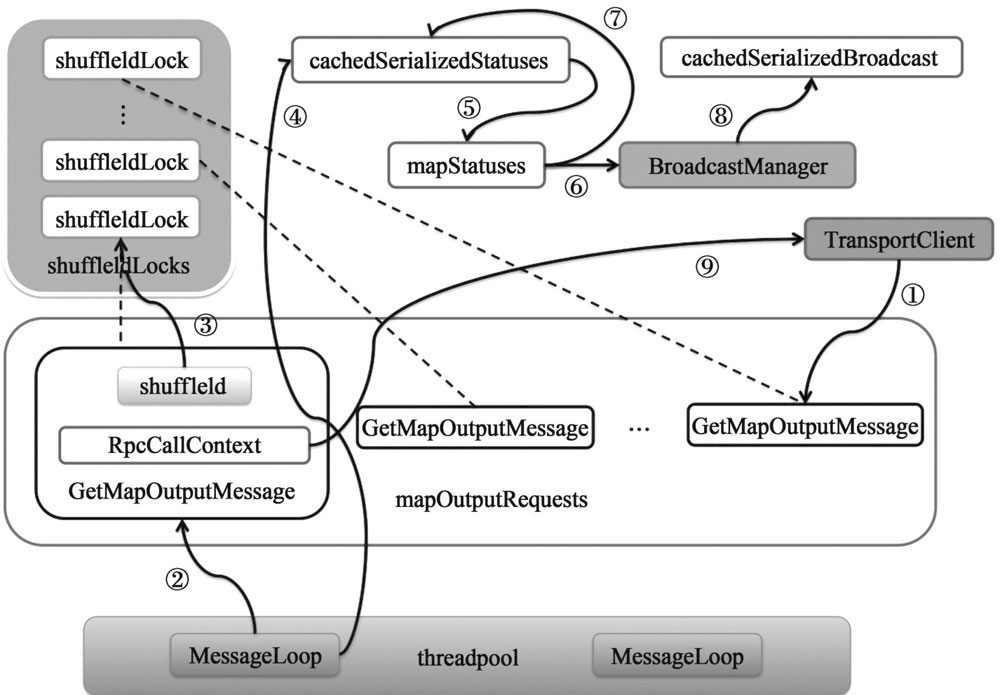 ⑦
shuffleIdLock
cachedSerializedStatuses
cachedSerializedBroadcast
⋮
④
⑤
⑧
shuffleIdLock
mapStatuses
⑥
BroadcastManager
shuffleIdLock
shuffleIdLocks
⑨
TransportClient
③
①
shuffleId
GetMapOutputMessage
...
GetMapOutputMessage
RpcCallContext
GetMapOutputMessage
mapOutputRequests
②
MessageLoop
threadpool
MessageLoop